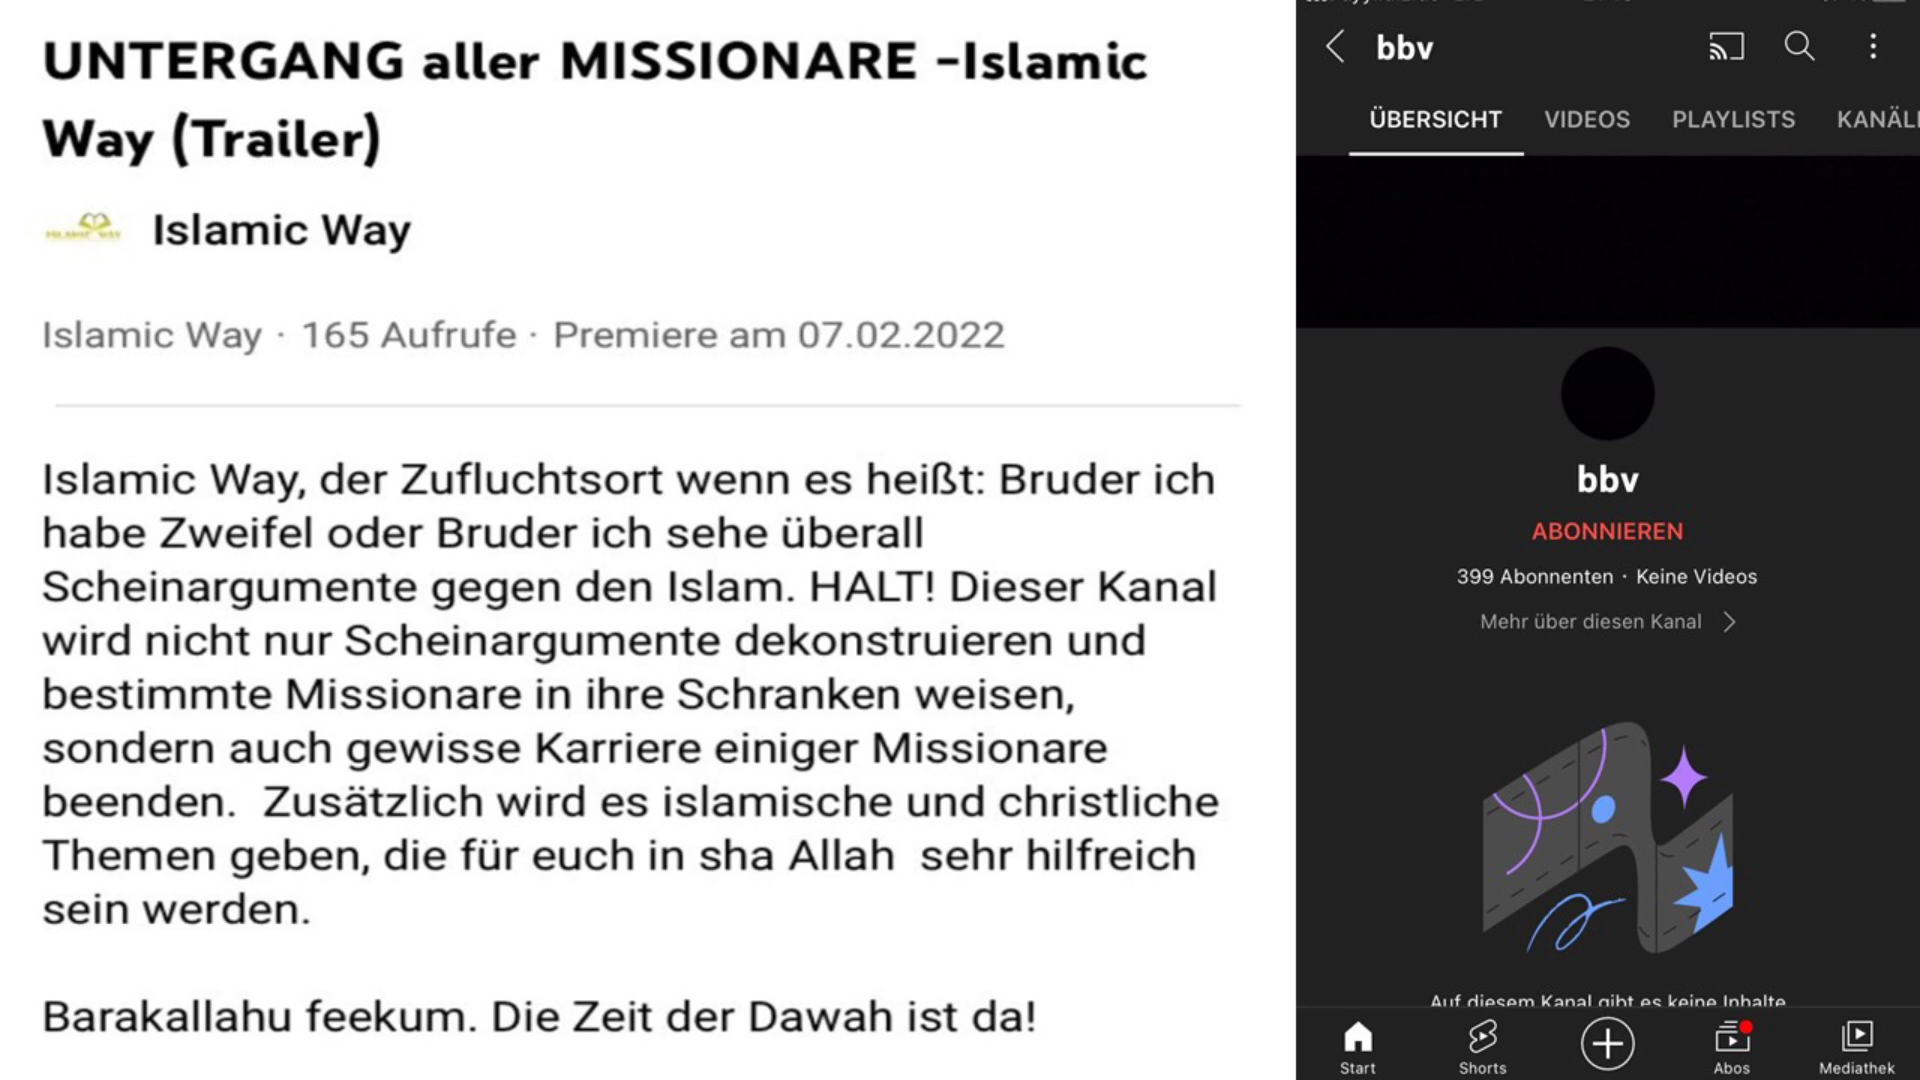 UNTERGANG aller MISSIONARE -Islamic
Way (Trailer)
Islamic Way
Islamic Way · 165 Aufrufe · Premiere am 07.02.2022
Islamic Way, der Zufluchtsort wenn es heißt: Bruder ich
habe Zweifel oder Bruder ich sehe überall
Scheinargumente gegen den Islam. HALT! Dieser Kanal
wird nicht nur Scheinargumente dekonstruieren und
bestimmte Missionare in ihre Schranken weisen,
sondern auch gewisse Karriere einiger Missionare
beenden.  Zusätzlich wird es islamische und christliche
Themen geben, die für euch in sha Allah  sehr hilfreich
sein werden.
Barakallahu feekum. Die Zeit der Dawah ist da!
bbv
ÜBERSICHT VIDEOS PLAYLISTS KANÄL
bbv
ABONNIEREN
399 Abonnenten · Keine Videos
Mehr über diesen Kanal
Auf diesem Kanal gibt es keine Inhalte
Start Shorts Abos Mediathek